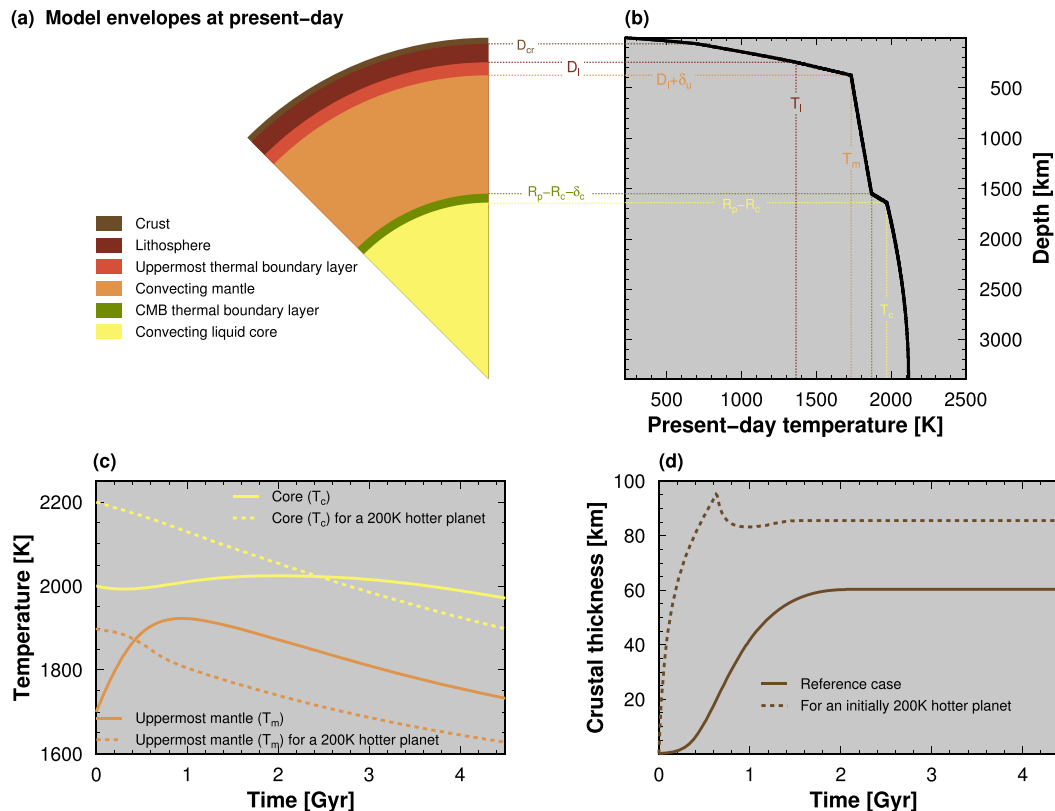 (a) Model envelopes at present-day
(b)
D_cr
D_l
D_l+δ_u
T_l
T_m
R_p−R_c−δ_c
R_p−R_c
T_c
Crust
Lithosphere
Uppermost thermal boundary layer
Convecting mantle
CMB thermal boundary layer
Convecting liquid core
500
1000
1500
2000
2500
3000
Depth [km]
500 1000 1500 2000 2500
Present−day temperature [K]
(c)
2200
2000
1800
1600
Temperature [K]
Core (T_c)
Core (T_c) for a 200K hotter planet
Uppermost mantle (T_m)
Uppermost mantle (T_m) for a 200K hotter planet
0 1 2 3 4
Time [Gyr]
(d)
100
80
60
40
20
Crustal thickness [km]
Reference case
For an initially 200K hotter planet
0 1 2 3 4
Time [Gyr]